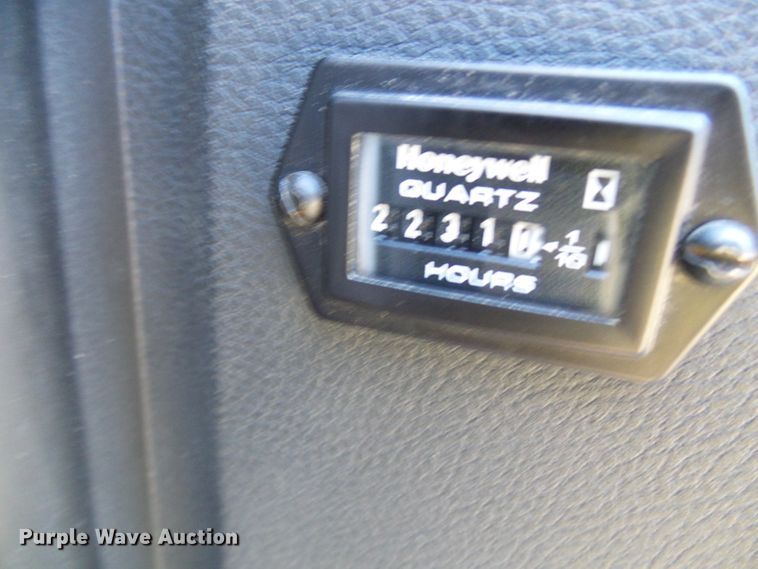 Honeywell
QUARTZ
2 2 3 1 1/10
HOURS
Purple Wave Auction